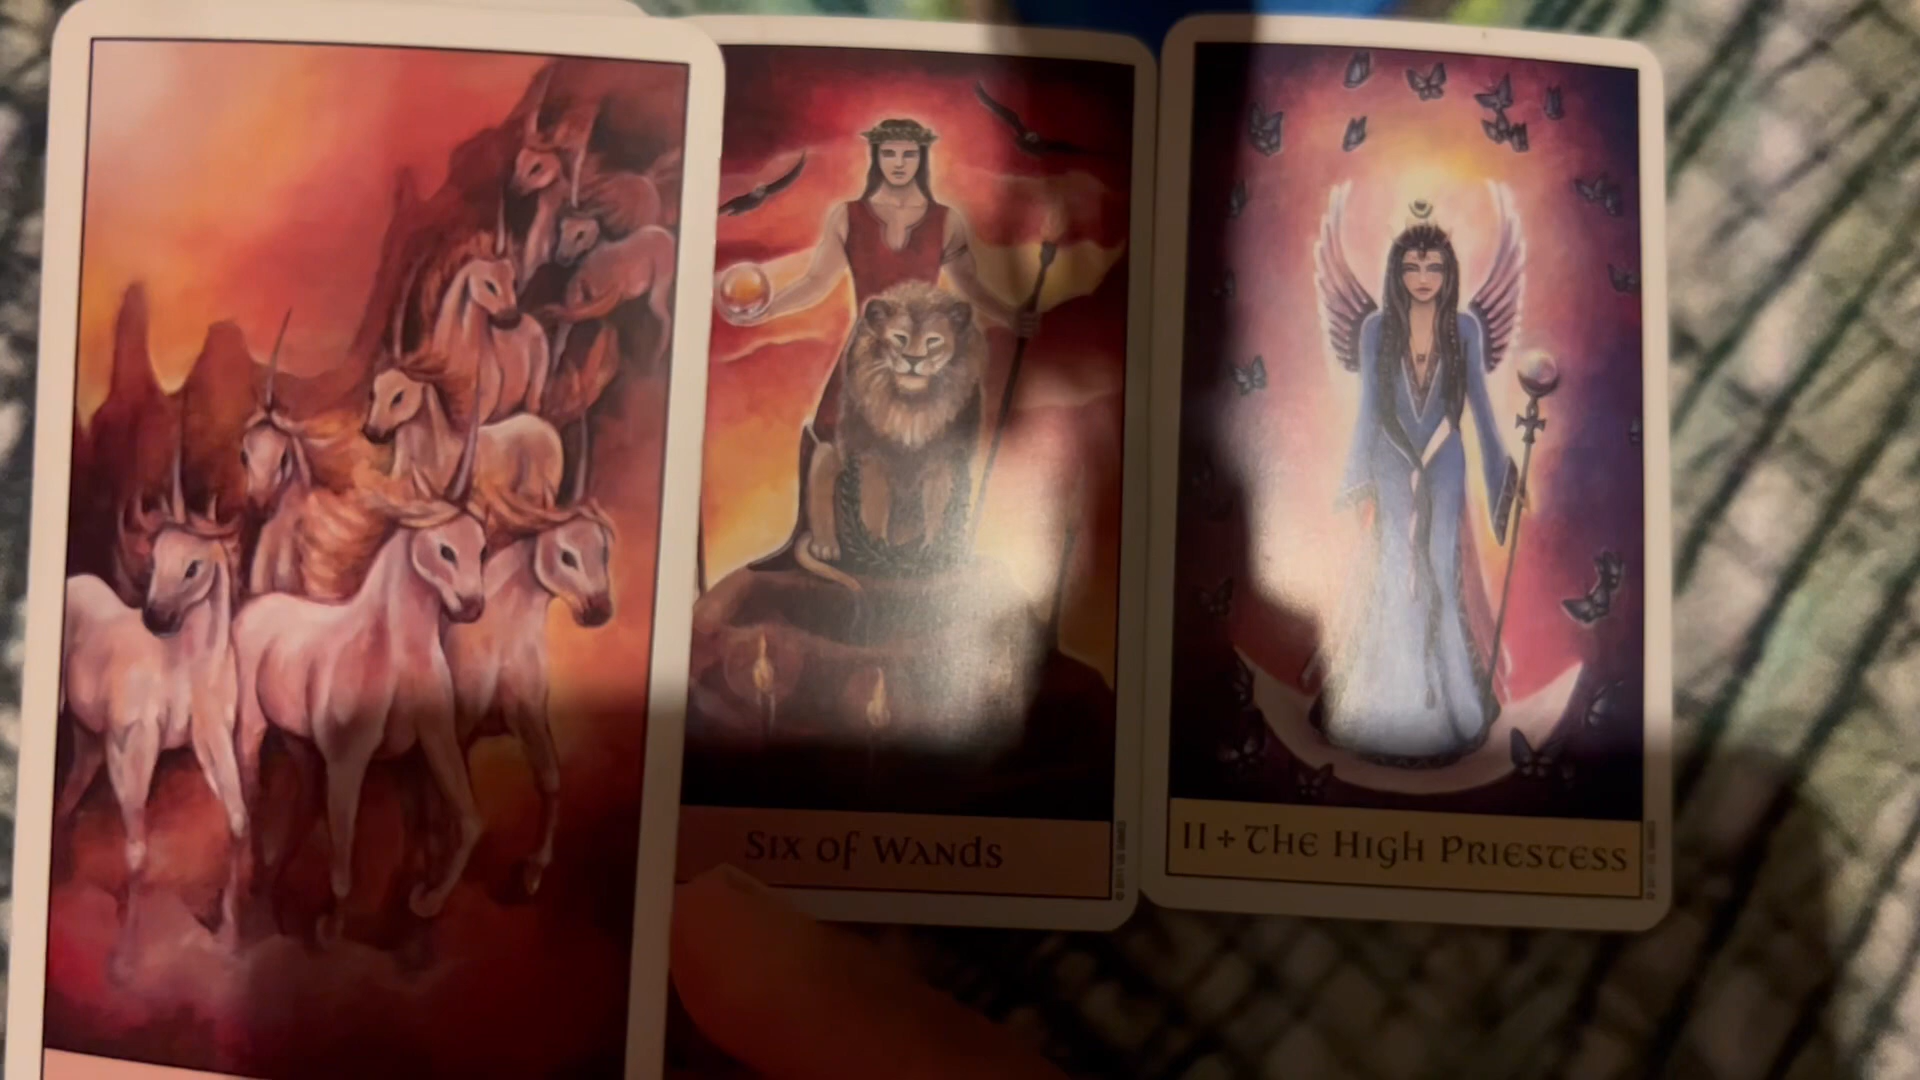 Six of Wands
II + The High Priestess